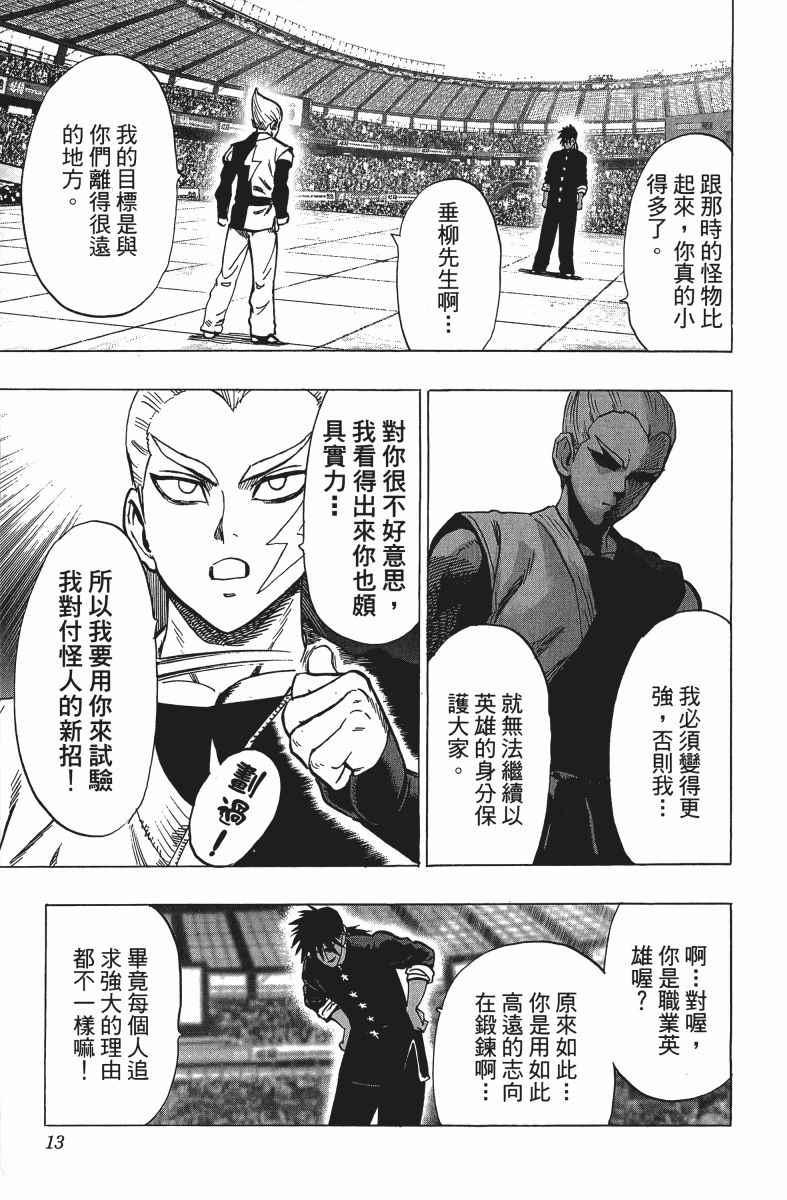 跟那時的怪物比
起來，你真的小
得多了。
垂柳先生啊…
我的目標是與
你們離得很遠
的地方。
我必須變得更
強，否則我…
就無法繼續以
英雄的身分保
護大家。
對你很不好意思，
我看得出來你也頗
具實力…
劃過！
所以我要用你來試驗
我對付怪人的新招！
啊…對喔，
你是職業英
雄喔？
原來如此…
你是用如此
高遠的志向
在鍛鍊啊…
畢竟每個人追
求強大的理由
都不一樣嘛！
13